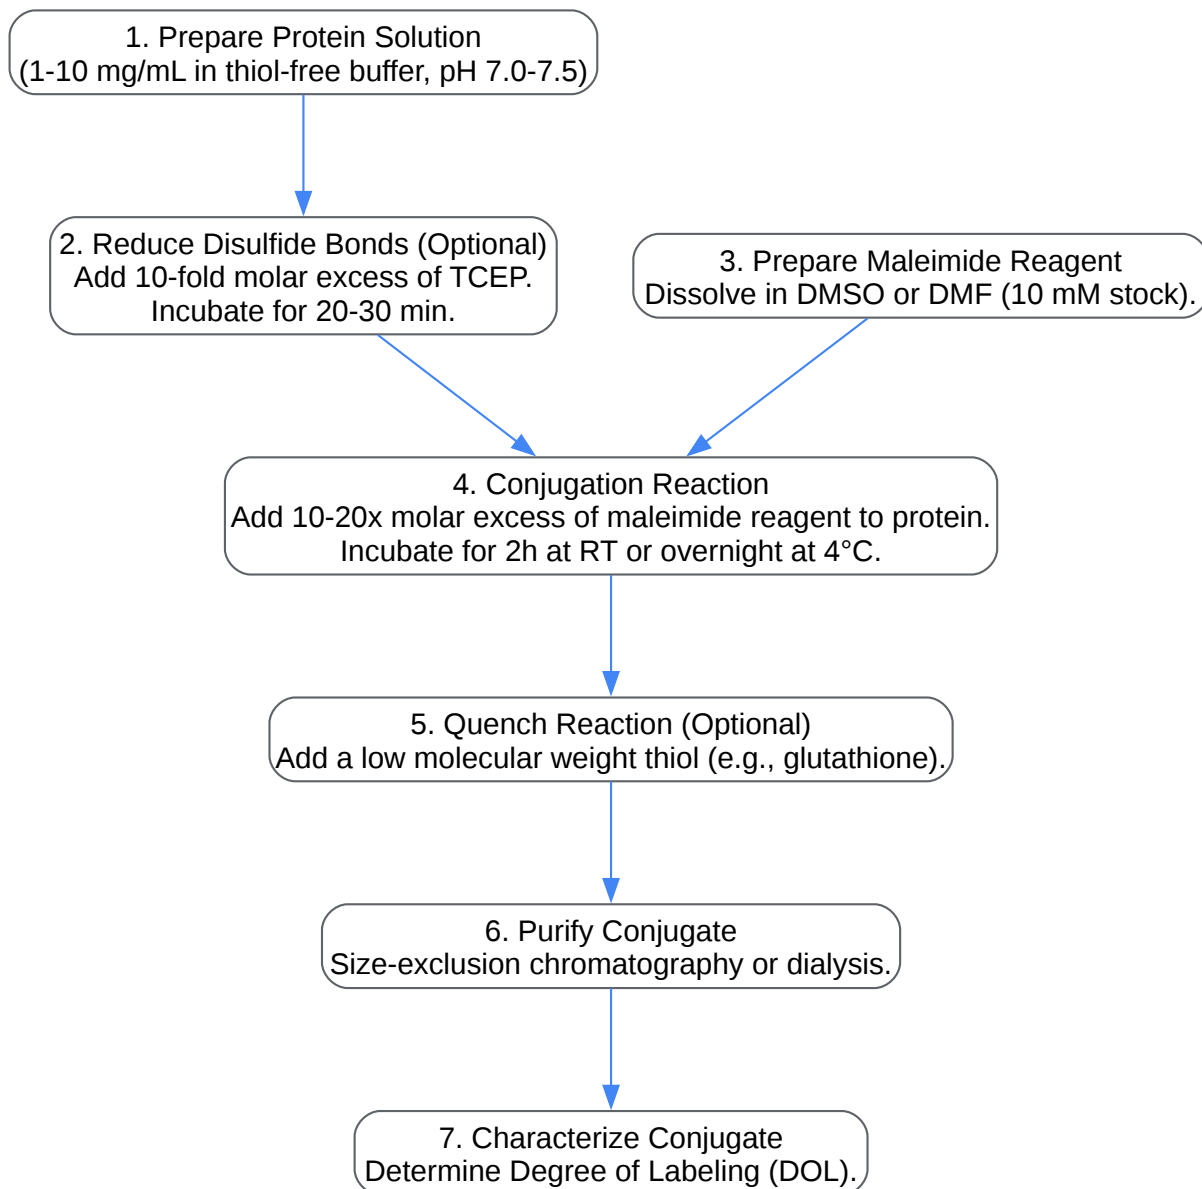 1. Prepare Protein Solution
(1-10 mg/mL in thiol-free buffer, pH 7.0-7.5)
2. Reduce Disulfide Bonds (Optional)
Add 10-fold molar excess of TCEP.
Incubate for 20-30 min.
3. Prepare Maleimide Reagent
Dissolve in DMSO or DMF (10 mM stock).
4. Conjugation Reaction
Add 10-20x molar excess of maleimide reagent to protein.
Incubate for 2h at RT or overnight at 4°C.
5. Quench Reaction (Optional)
Add a low molecular weight thiol (e.g., glutathione).
6. Purify Conjugate
Size-exclusion chromatography or dialysis.
7. Characterize Conjugate
Determine Degree of Labeling (DOL).